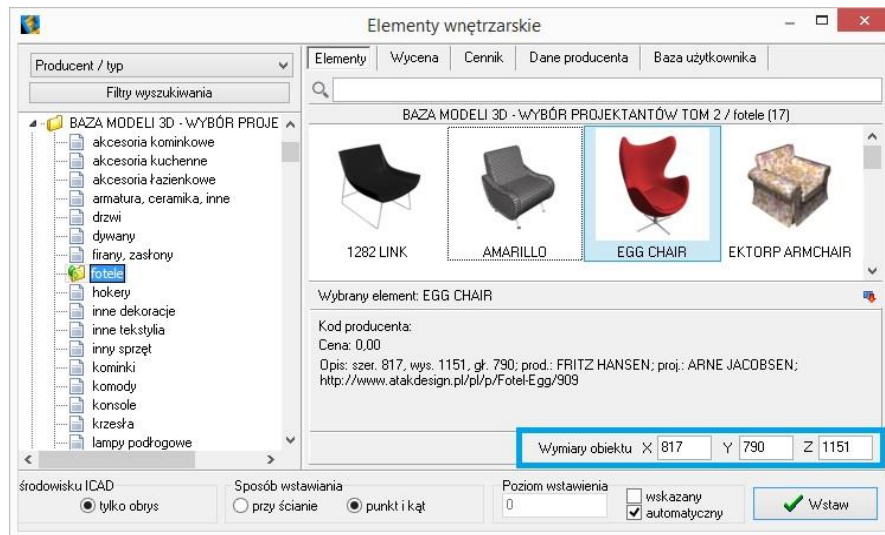 Elementy wnętrzarskie
Producent / typ
Filtry wyszukiwania
BAZA MODELI 3D - WYBÓR PROJE
akcesoria kominkowe
akcesoria kuchenne
akcesoria łazienkowe
armatura, ceramika, inne
drzwi
dywany
firany, zasłony
fotele
hokery
inne dekoracje
inne tekstylia
inny sprzęt
kominki
komody
konsole
krzesła
lampy podłogowe
Elementy Wycena Cennik Dane producenta Baza użytkownika
BAZA MODELI 3D - WYBÓR PROJEKTANTÓW TOM 2 / fotele (17)
1282 LINK AMARILLO EGG CHAIR EKTORP ARMCHAIR
Wybrany element: EGG CHAIR
Kod producenta:
Cena: 0,00
Opis: szer. 817, wys. 1151, gł. 790; prod.: FRITZ HANSEN; proj.: ARNE JACOBSEN;
http://www.atakdesign.pl/pl/p/Fotel-Egg/909
Wymiary obiektu X 817 Y 790 Z 1151
środowisku ICAD
tylko obrys
Sposób wstawiania
przy ścianie punkt i kąt
Poziom wstawienia
0
wskazany
automatyczny
Wstaw